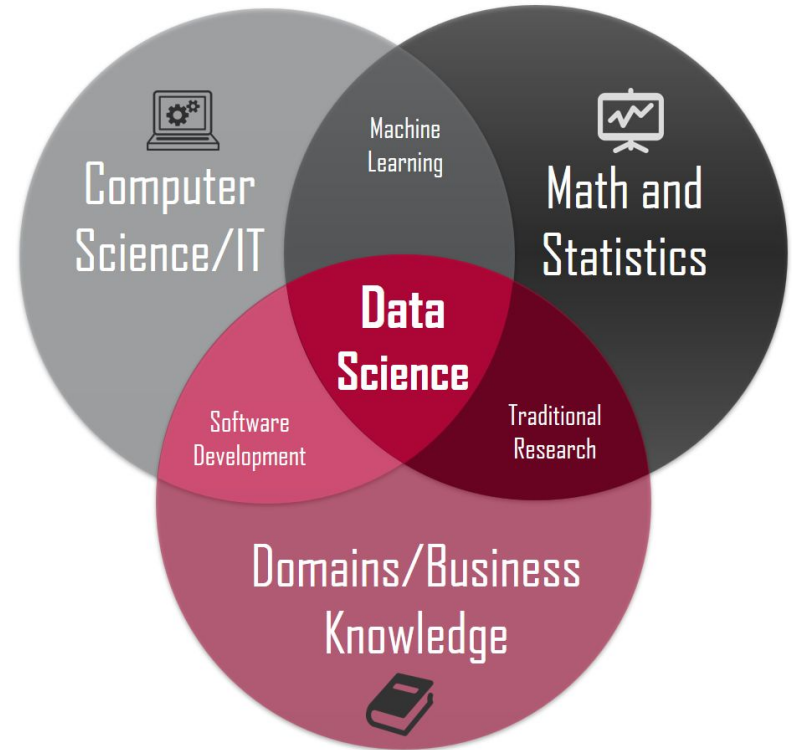 Machine
Learning
Computer
Science/IT
Math and
Statistics
Data
Science
Software
Development
Traditional
Research
Domains/Business
Knowledge